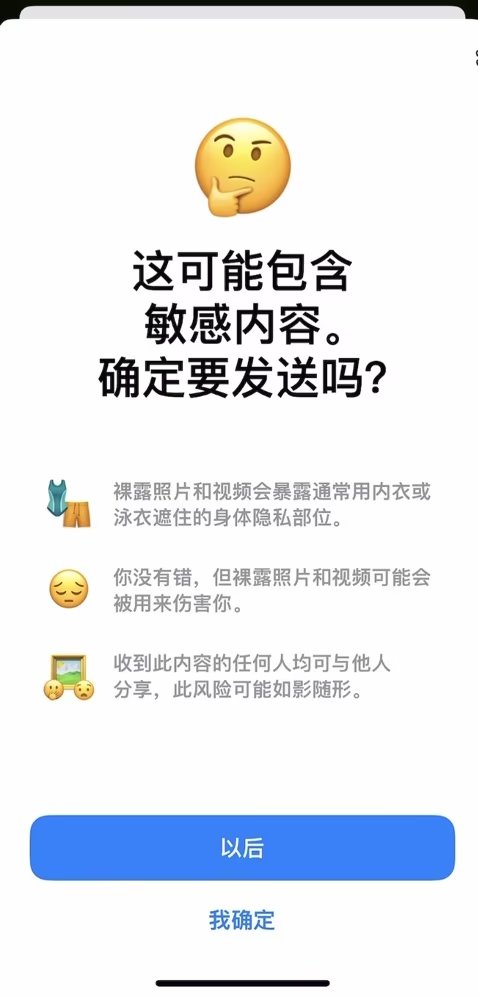 这可能包含
敏感内容。
确定要发送吗？
裸露照片和视频会暴露通常用内衣或
泳衣遮住的身体隐私部位。
你没有错，但裸露照片和视频可能会
被用来伤害你。
收到此内容的任何人均可与他人
分享，此风险可能如影随形。
以后
我确定